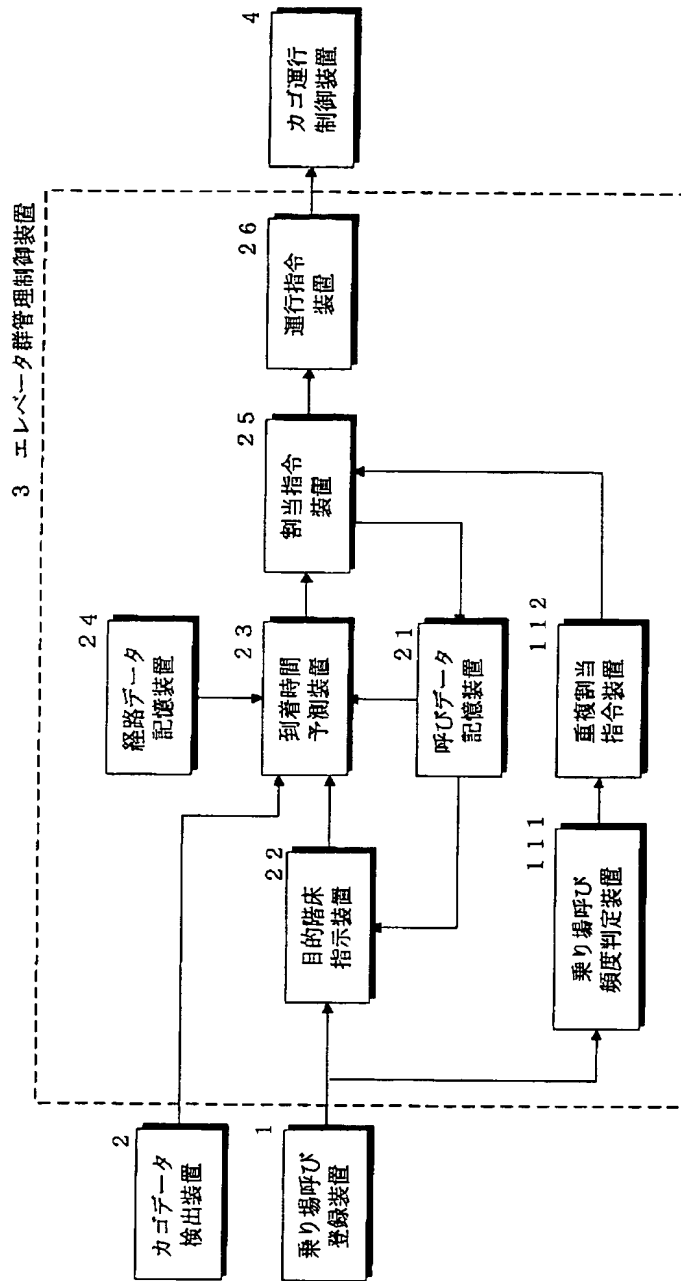 3 エレベータ群管理制御装置
2
カゴデータ
検出装置
1
乗り場呼び
登録装置
24
経路データ
記憶装置
23
到着時間
予測装置
22
目的階床
指示装置
21
呼びデータ
記憶装置
111
乗り場呼び
頻度判定装置
112
重複割当
指令装置
25
割当指令
装置
26
運行指令
装置
4
カゴ運行
制御装置